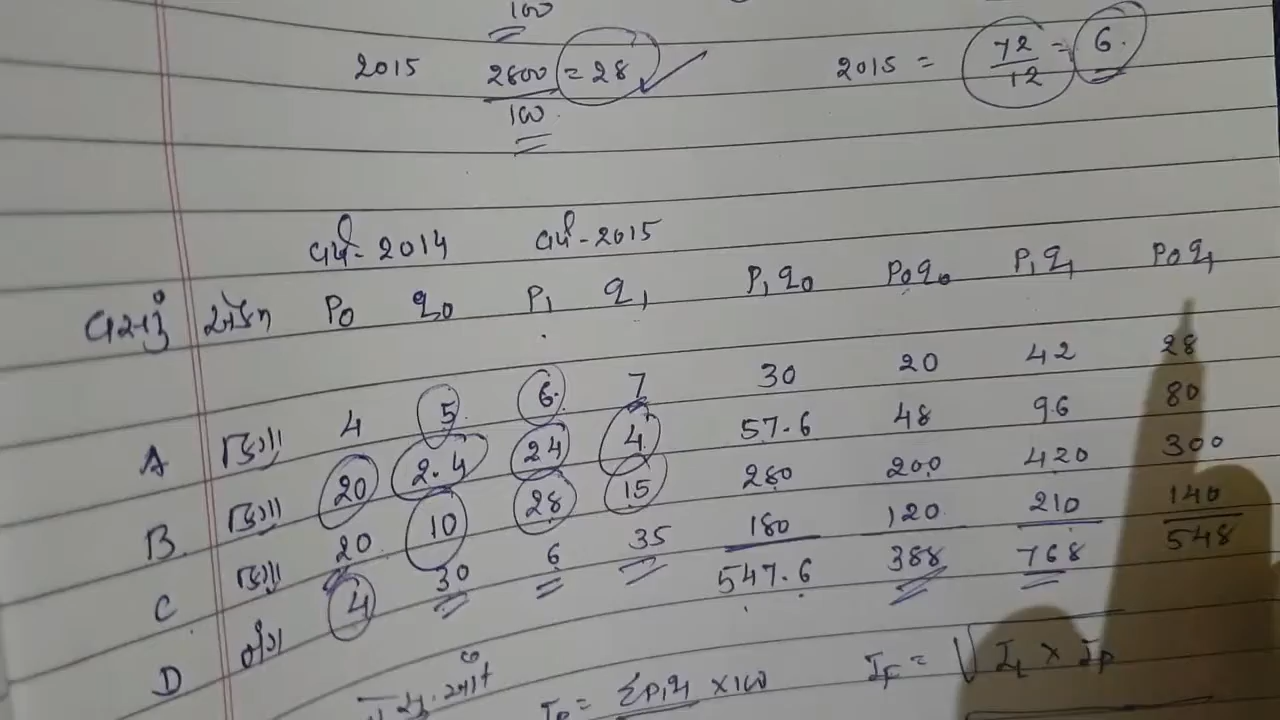 100
2015 2800 = 28 2015 = 72 = 6.
100 12
વર્ષ-2014 વર્ષ-2015
વસ્તુ એકમ P0 q0 P1 q1 P1q0 P0q0 P1q1 P0q1
A કિગ્રા 4 5 6 7 30 20 42 28
B કિગ્રા 20 2.4 24 4 57.6 48 96 80
C કિગ્રા 20 10 28 15 280 200 420 300
D 4 30 6 35 180 120 210 140
547.6 388 768 548
IP = ΣP1q1 x100 IF = √IL × IP